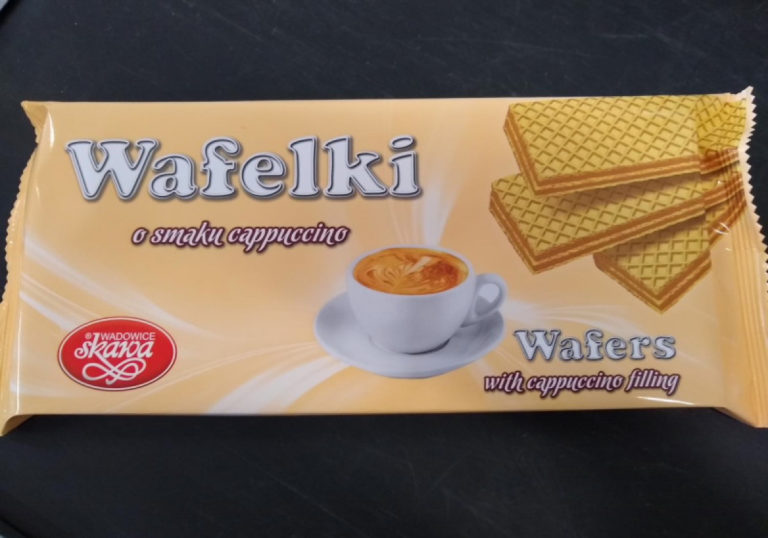 Wafelki
o smaku cappuccino
® WADOWICE
skawa
Wafers
with cappuccino filling